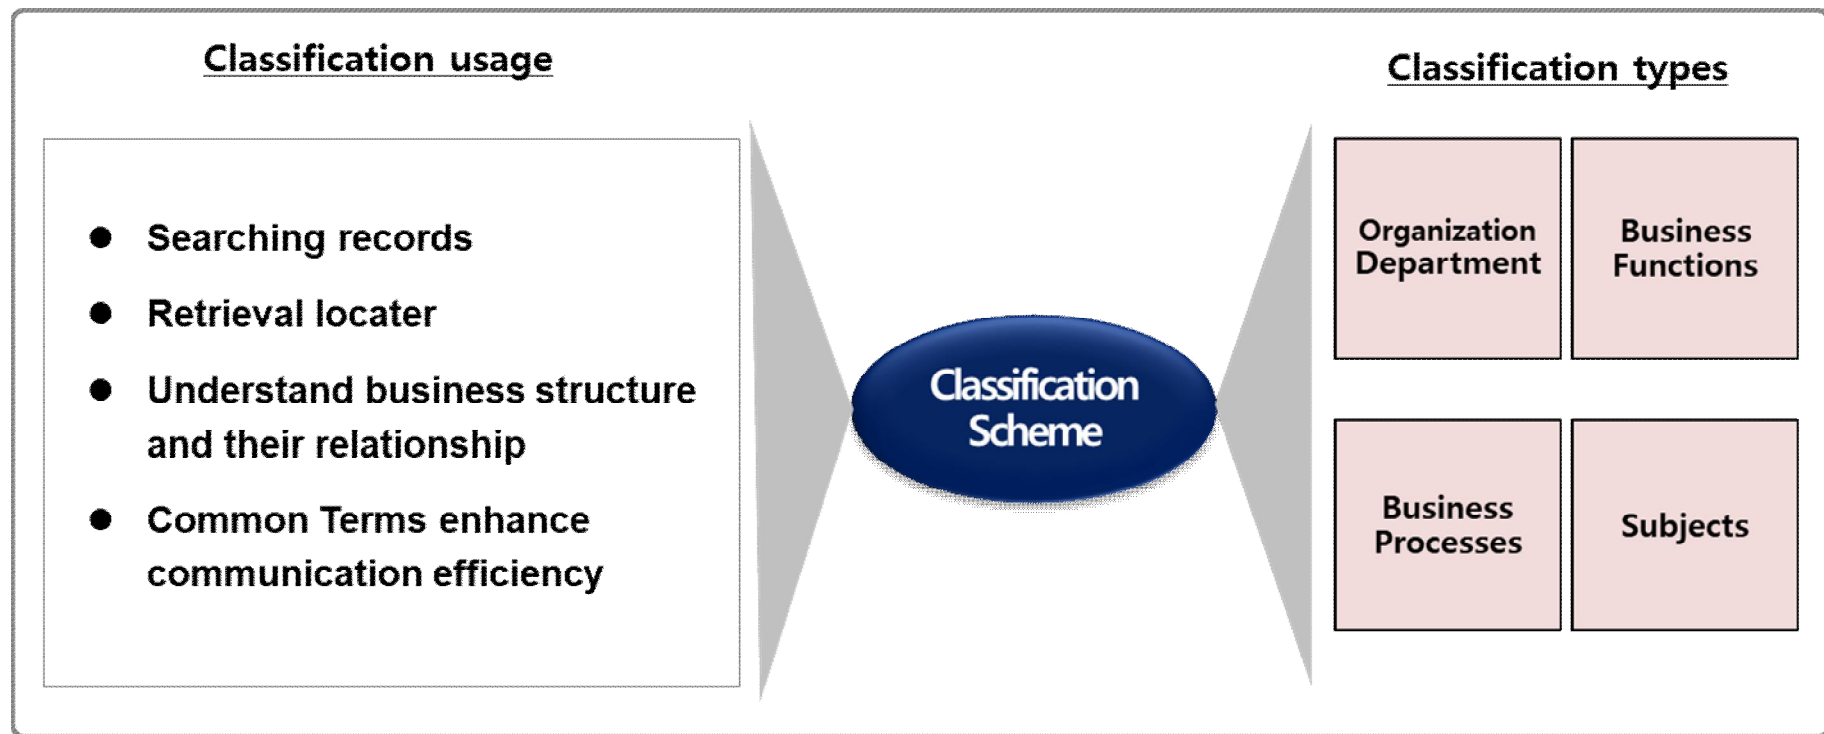 Classification usage
Searching records
Retrieval locater
Understand business structure
and their relationship
Common Terms enhance
communication efficiency
Classification
Scheme
Classification types
Organization
Department
Business
Functions
Business
Processes
Subjects